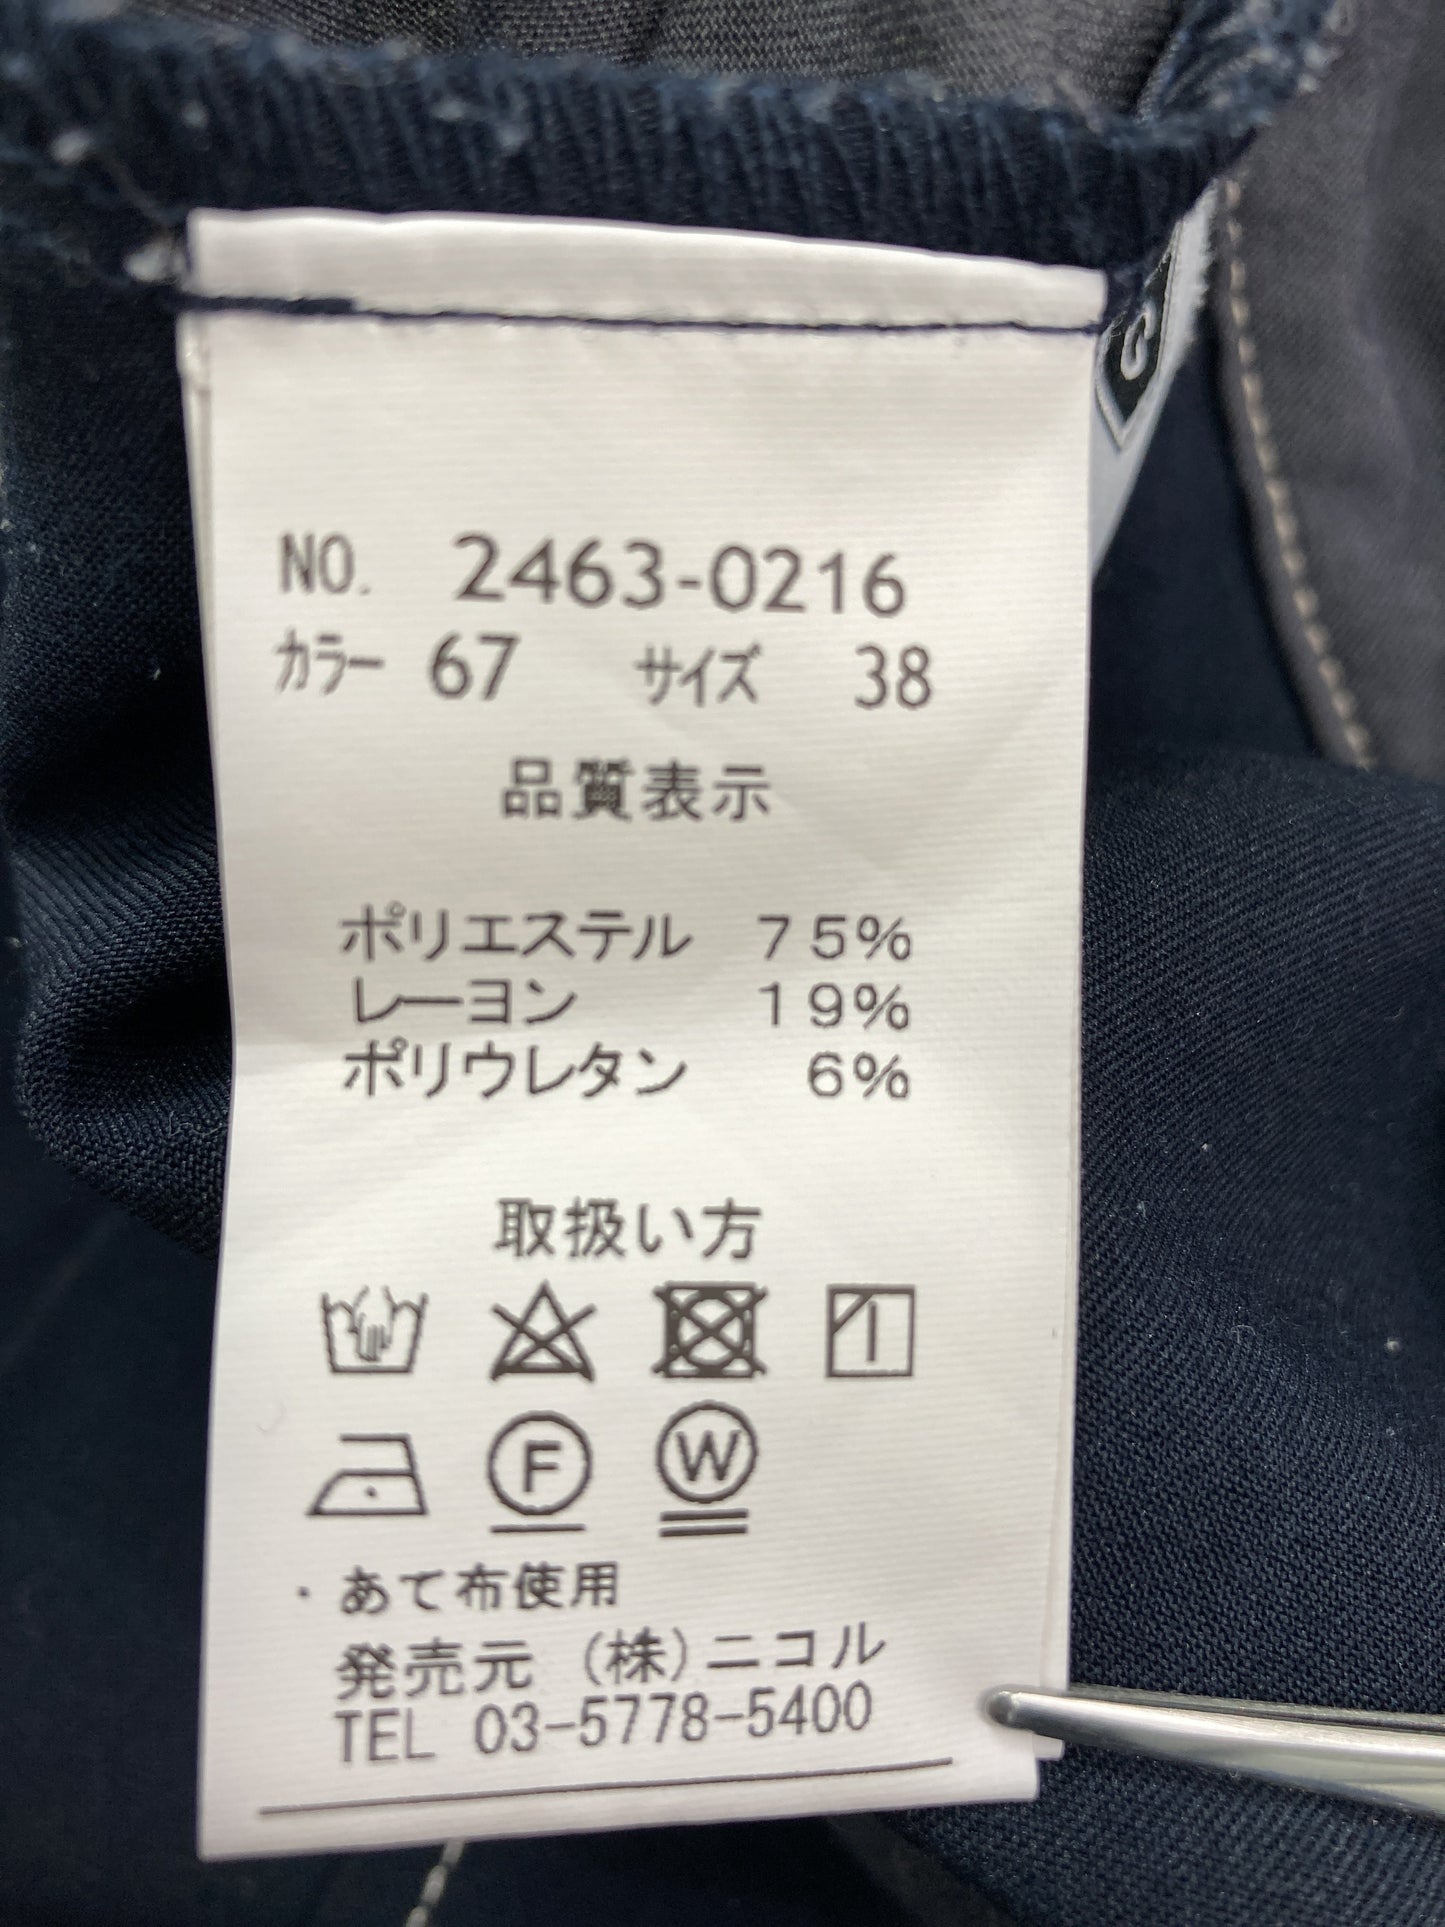 NO. 2463-0216
カラー 67 サイズ 38
品質表示
ポリエステル 75%
レーヨン 19%
ポリウレタン 6%
取扱い方
F W
・あて布使用
発売元 (株)ニコル
TEL 03-5778-5400